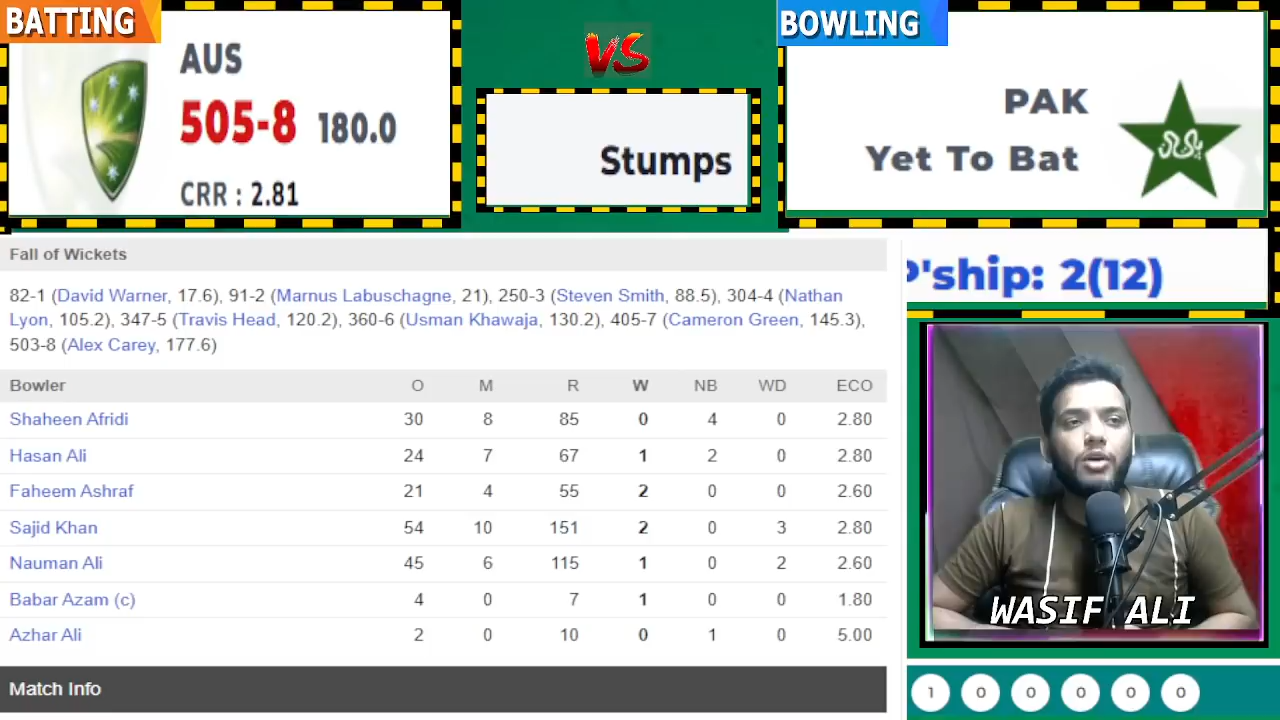 BATTING
AUS
505-8 180.0
CRR : 2.81
VS
Stumps
BOWLING
PAK
Yet To Bat
P'ship: 2(12)
Fall of Wickets
82-1 (David Warner, 17.6), 91-2 (Marnus Labuschagne, 21), 250-3 (Steven Smith, 88.5), 304-4 (Nathan
Lyon, 105.2), 347-5 (Travis Head, 120.2), 360-6 (Usman Khawaja, 130.2), 405-7 (Cameron Green, 145.3),
503-8 (Alex Carey, 177.6)
Bowler O M R W NB WD ECO
Shaheen Afridi 30 8 85 0 4 0 2.80
Hasan Ali 24 7 67 1 2 0 2.80
Faheem Ashraf 21 4 55 2 0 0 2.60
Sajid Khan 54 10 151 2 0 3 2.80
Nauman Ali 45 6 115 1 0 2 2.60
Babar Azam (c) 4 0 7 1 0 0 1.80
Azhar Ali 2 0 10 0 1 0 5.00
Match Info
WASIF ALI
1 0 0 0 0 0